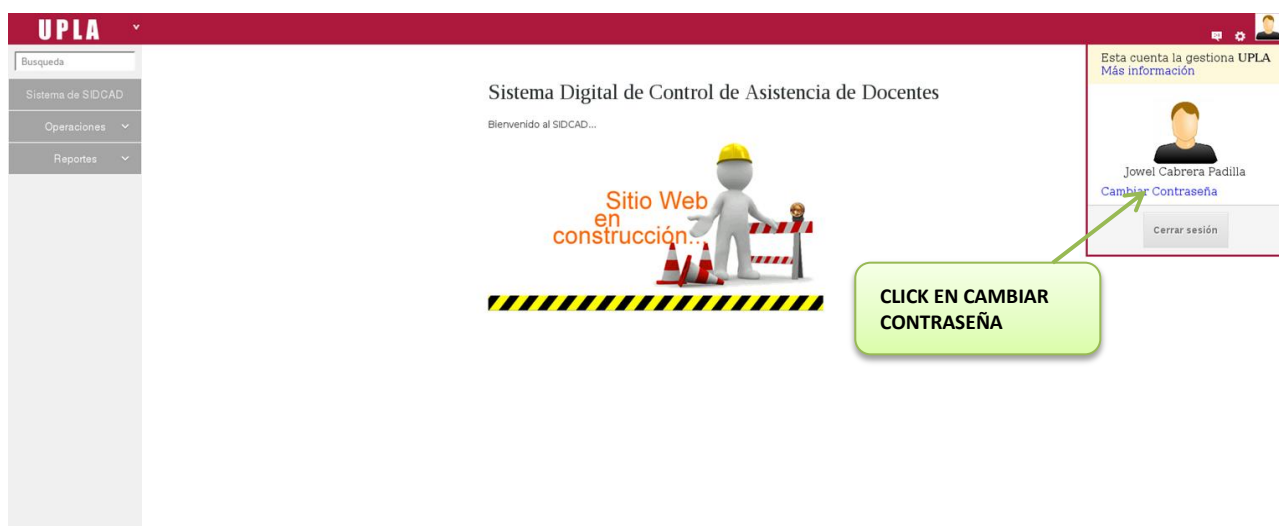 UPLA
Busqueda
Sistema de SIDCAD
Operaciones
Reportes
Sistema Digital de Control de Asistencia de Docentes
Bienvenido al SIDCAD...
Sitio Web
en
construcción...
Esta cuenta la gestiona UPLA
Más información
Jowel Cabrera Padilla
Cambiar Contraseña
Cerrar sesión
CLICK EN CAMBIAR
CONTRASEÑA